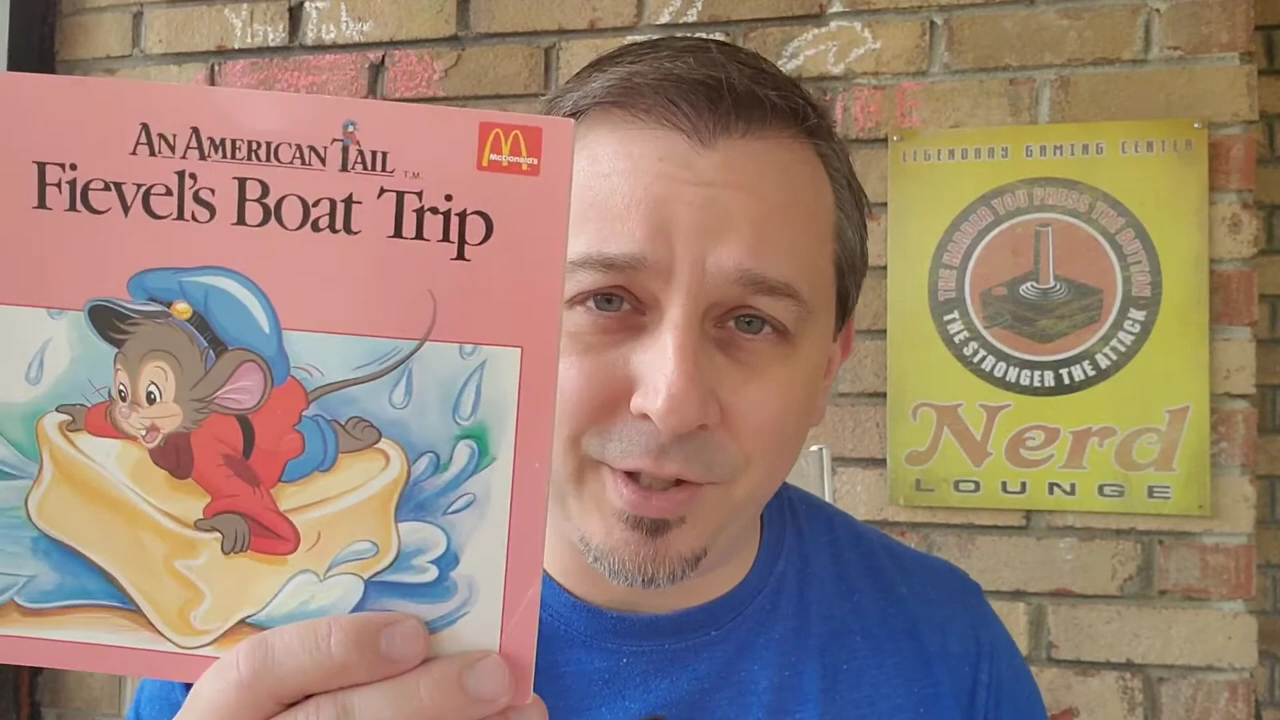 YouTube
AN AMERICAN TAIL T.M.
Fievel's Boat Trip
McDonald's
LEGENDARY GAMING CENTER
THE HARDER YOU PRESS THE BUTTON
THE STRONGER THE ATTACK
Nerd
LOUNGE